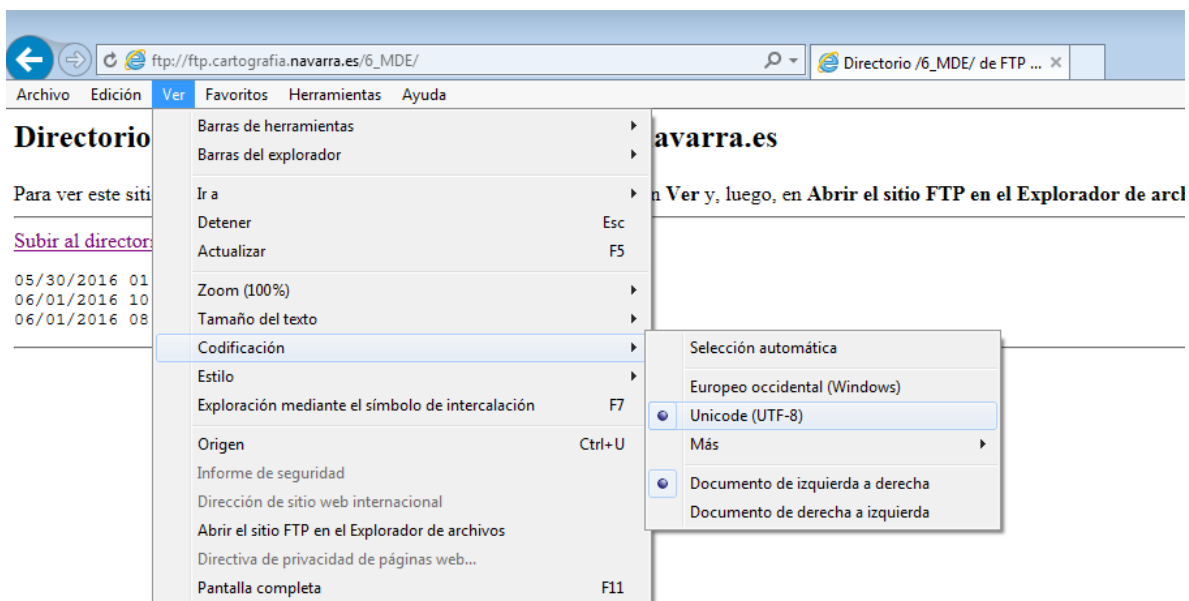 ftp://ftp.cartografia.navarra.es/6_MDE/
Directorio /6_MDE/ de FTP ...
Archivo Edición Ver Favoritos Herramientas Ayuda
Directorio avarra.es
Para ver este siti n Ver y, luego, en Abrir el sitio FTP en el Explorador de arcl
Subir al directori
05/30/2016 01
06/01/2016 10
06/01/2016 08
Barras de herramientas
Barras del explorador
Ir a
Detener Esc
Actualizar F5
Zoom (100%)
Tamaño del texto
Codificación
Estilo
Exploración mediante el símbolo de intercalación F7
Origen Ctrl+U
Informe de seguridad
Dirección de sitio web internacional
Abrir el sitio FTP en el Explorador de archivos
Directiva de privacidad de páginas web...
Pantalla completa F11
Selección automática
Europeo occidental (Windows)
Unicode (UTF-8)
Más
Documento de izquierda a derecha
Documento de derecha a izquierda